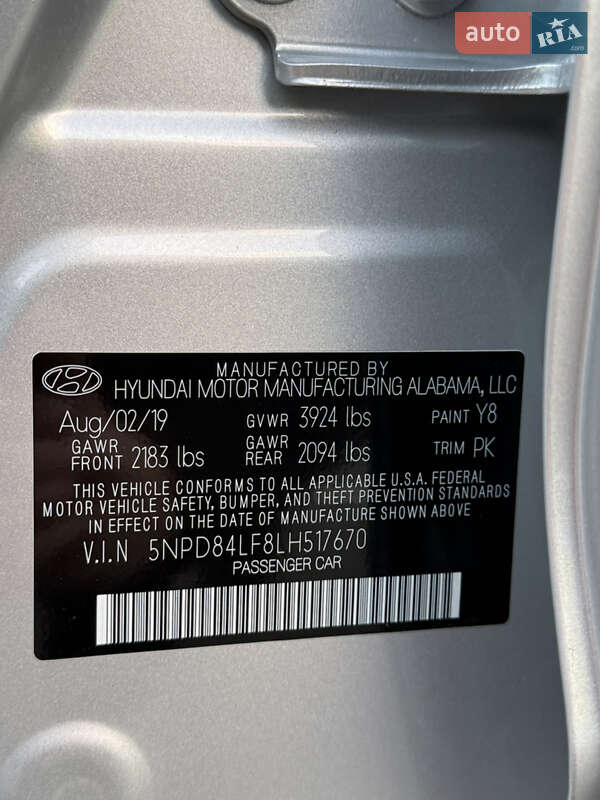 auto RIA.com
MANUFACTURED BY
HYUNDAI MOTOR MANUFACTURING ALABAMA, LLC
Aug/02/19 GVWR 3924 lbs PAINT Y8
GAWR FRONT 2183 lbs GAWR REAR 2094 lbs TRIM PK
THIS VEHICLE CONFORMS TO ALL APPLICABLE U.S.A. FEDERAL
MOTOR VEHICLE SAFETY, BUMPER, AND THEFT PREVENTION STANDARDS
IN EFFECT ON THE DATE OF MANUFACTURE SHOWN ABOVE
V.I.N 5NPD84LF8LH517670
PASSENGER CAR